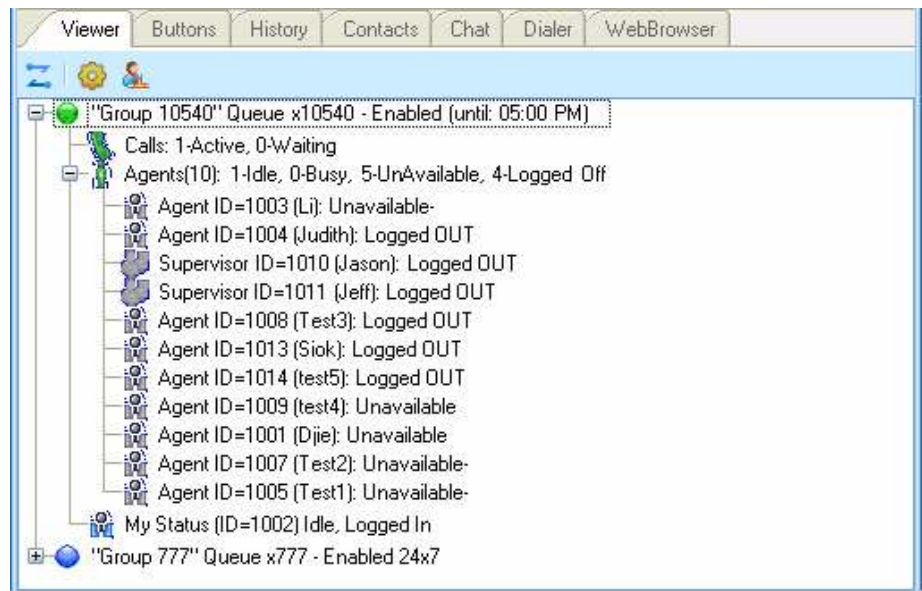 Viewer Buttons History Contacts Chat Dialer WebBrowser
"Group 10540" Queue x10540 - Enabled (until: 05:00 PM)
Calls: 1-Active, 0-Waiting
Agents(10): 1-Idle, 0-Busy, 5-UnAvailable, 4-Logged Off
Agent ID=1003 (Li): Unavailable-
Agent ID=1004 (Judith): Logged OUT
Supervisor ID=1010 (Jason): Logged OUT
Supervisor ID=1011 (Jeff): Logged OUT
Agent ID=1008 (Test3): Logged OUT
Agent ID=1013 (Siok): Logged OUT
Agent ID=1014 (test5): Logged OUT
Agent ID=1009 (test4): Unavailable
Agent ID=1001 (Djie): Unavailable
Agent ID=1007 (Test2): Unavailable-
Agent ID=1005 (Test1): Unavailable-
My Status (ID=1002) Idle, Logged In
"Group 777" Queue x777 - Enabled 24x7